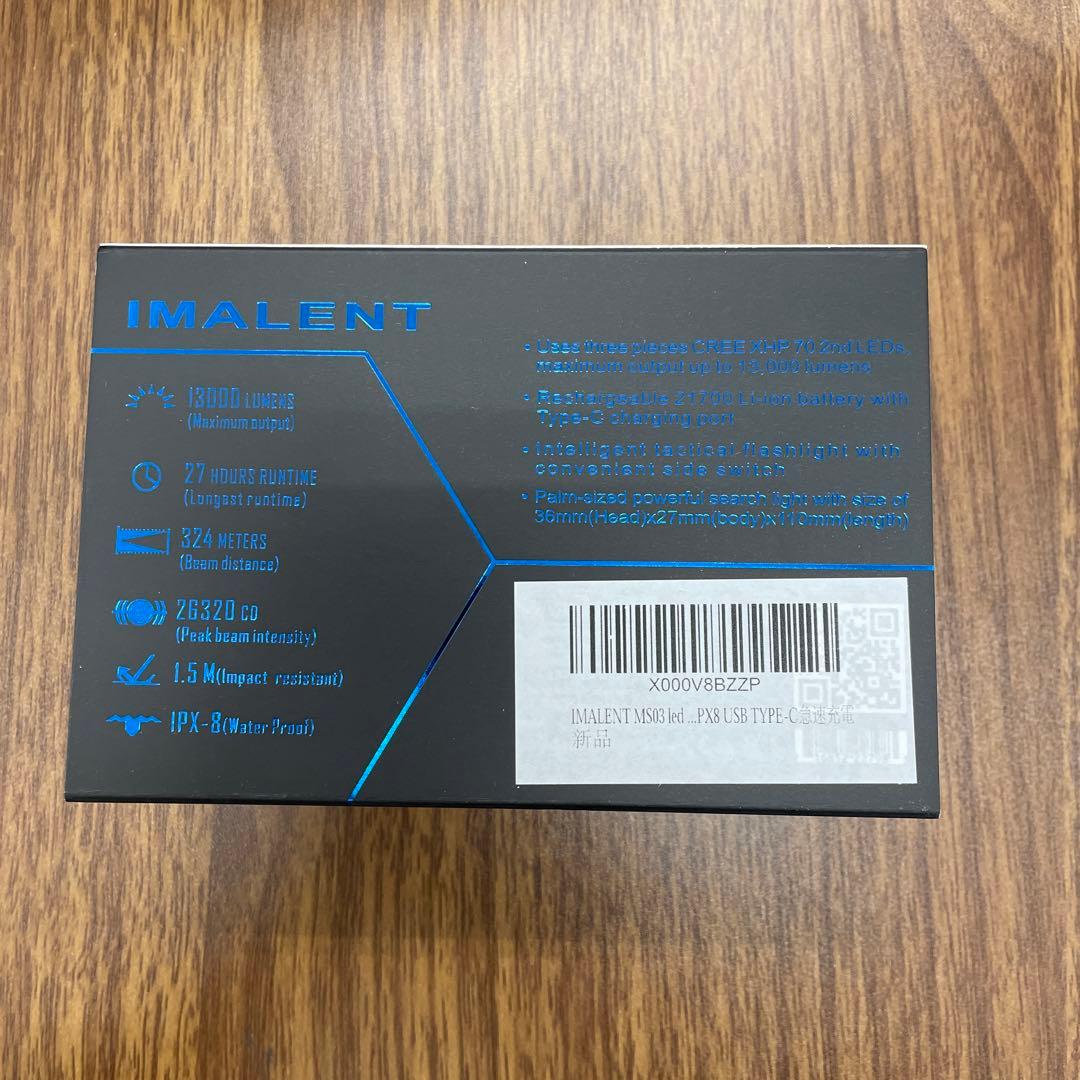 IMALENT
13000 LUMENS
(Maximum output)
27 HOURS RUNTIME
(Longest runtime)
324 METERS
(Beam distance)
26320 CD
(Peak beam intensity)
1.5 M(Impact resistant)
IPX-8(Water Proof)
• Uses three pieces CREE XHP 70.2nd LEDs,
maximum output up to 13,000 lumens
• Rechargeable 21700 Li-ion battery with
Type-C charging port
• Intelligent tactical flashlight with
convenient side switch
• Palm-sized powerful search light with size of
36mm(Head)x27mm(body)x110mm(length)
X000V8BZZP
IMALENT MS03 led ...PX8 USB TYPE-C急速充電
新品